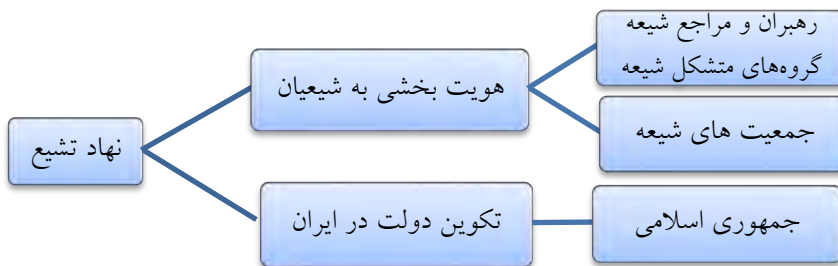 رهبران و مراجع شیعه
گروه‌های متشکل شیعه
هویت بخشی به شیعیان
جمعیت های شیعه
نهاد تشیع
تکوین دولت در ایران
جمهوری اسلامی